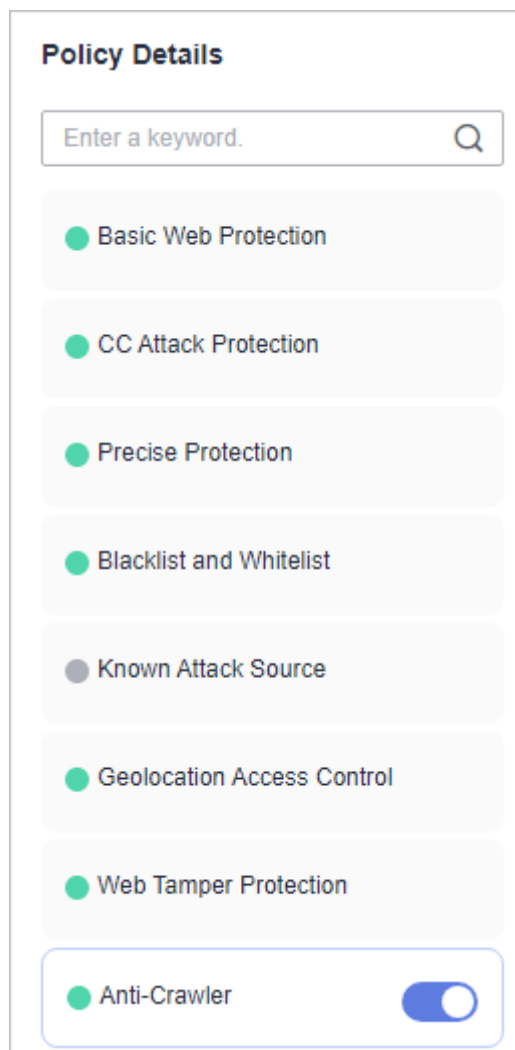 Policy Details
Enter a keyword.
Basic Web Protection
CC Attack Protection
Precise Protection
Blacklist and Whitelist
Known Attack Source
Geolocation Access Control
Web Tamper Protection
Anti-Crawler